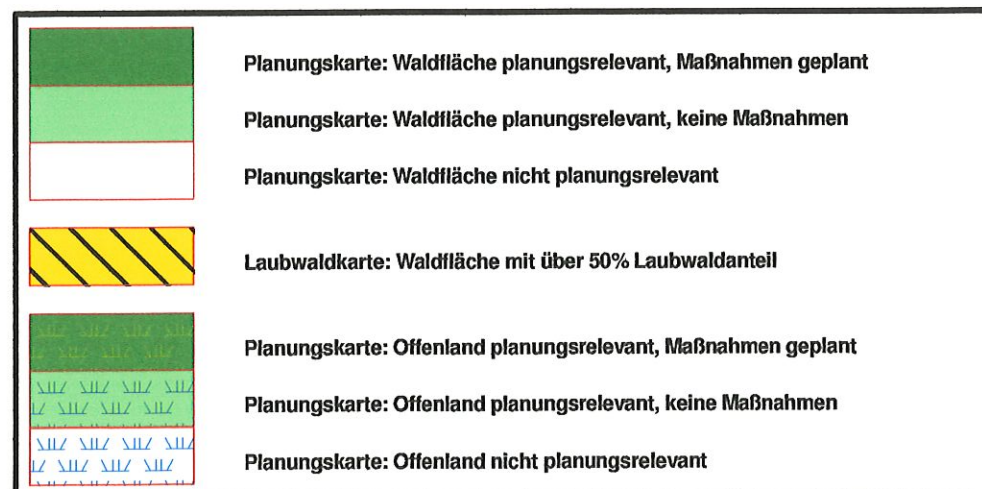 Planungskarte: Waldfläche planungsrelevant, Maßnahmen geplant
Planungskarte: Waldfläche planungsrelevant, keine Maßnahmen
Planungskarte: Waldfläche nicht planungsrelevant
Laubwaldkarte: Waldfläche mit über 50% Laubwaldanteil
Planungskarte: Offenland planungsrelevant, Maßnahmen geplant
Planungskarte: Offenland planungsrelevant, keine Maßnahmen
Planungskarte: Offenland nicht planungsrelevant